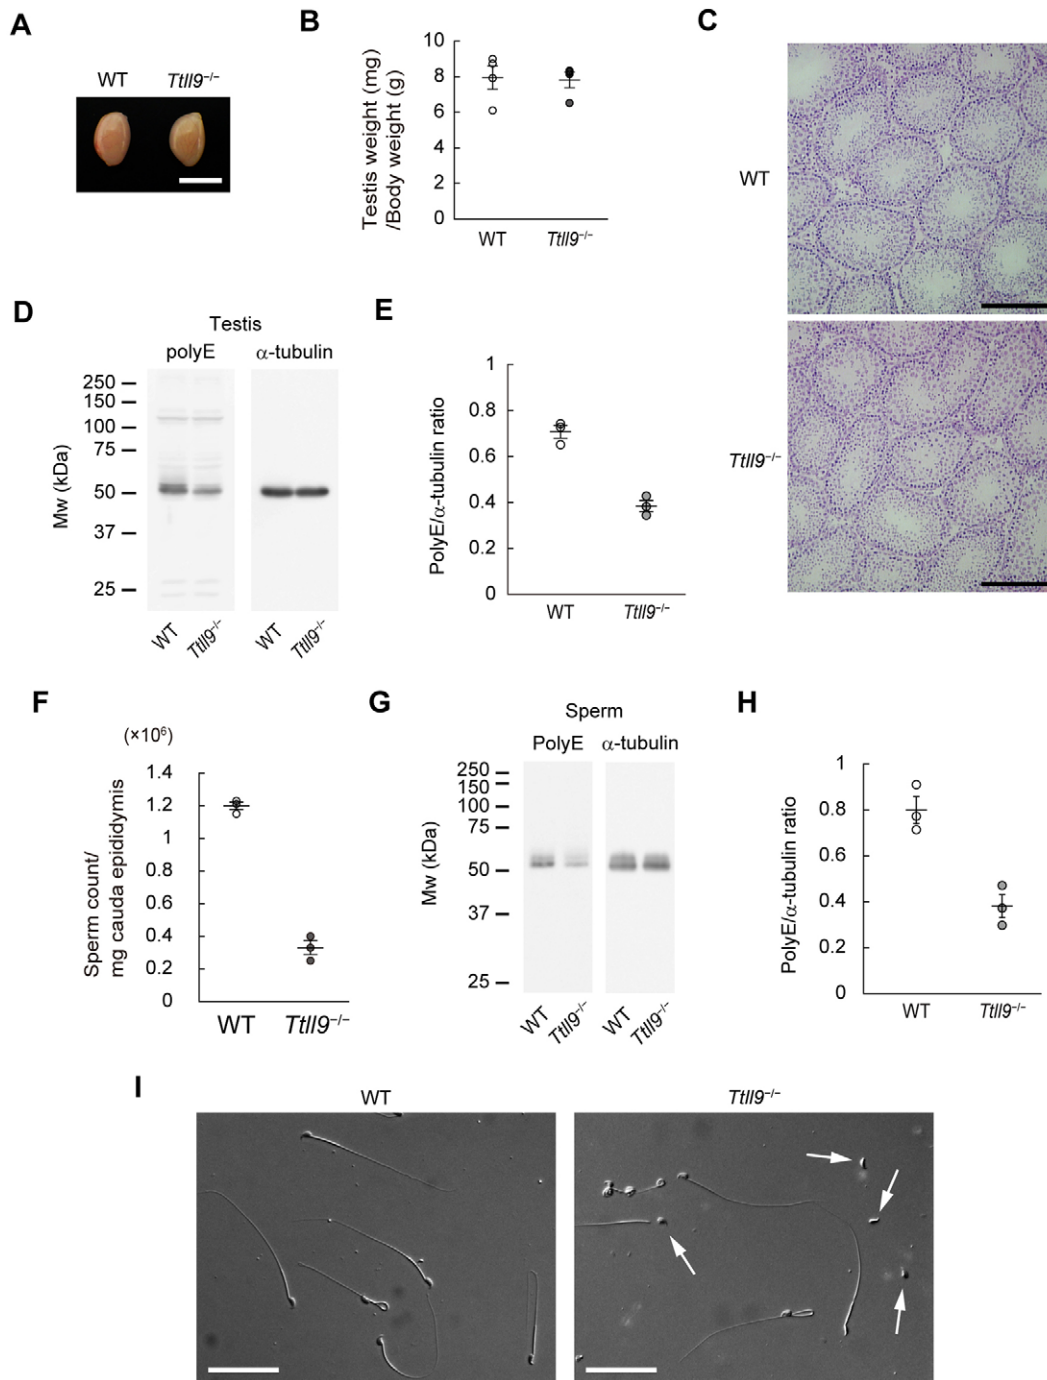 A
WT Ttll9−/−
B
Testis weight (mg)
/Body weight (g)
10
8
6
4
2
0
WT Ttll9−/−
C
WT
Ttll9−/−
D
Testis
polyE α-tubulin
Mw (kDa)
250
150
100
75
50
37
25
WT Ttll9−/− WT Ttll9−/−
E
PolyE/α-tubulin ratio
1
0.8
0.6
0.4
0.2
0
WT Ttll9−/−
F
(×10⁶)
Sperm count/
mg cauda epididymis
1.4
1.2
1
0.8
0.6
0.4
0.2
0
WT Ttll9−/−
G
Sperm
PolyE α-tubulin
Mw (kDa)
250
150
100
75
50
37
25
WT Ttll9−/− WT Ttll9−/−
H
PolyE/α-tubulin ratio
1
0.8
0.6
0.4
0.2
0
WT Ttll9−/−
I
WT Ttll9−/−